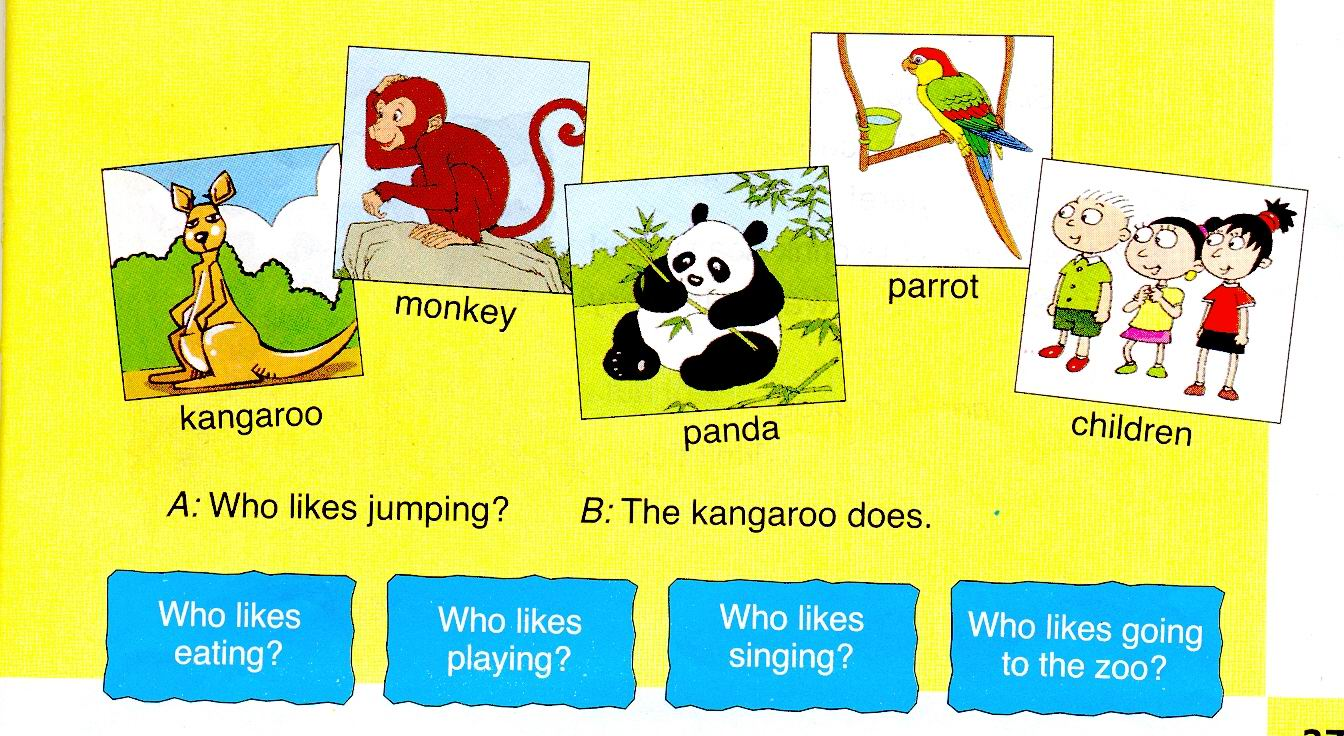 monkey
parrot
kangaroo
panda
children
A: Who likes jumping? B: The kangaroo does.
Who likes
eating?
Who likes
playing?
Who likes
singing?
Who likes going
to the zoo?